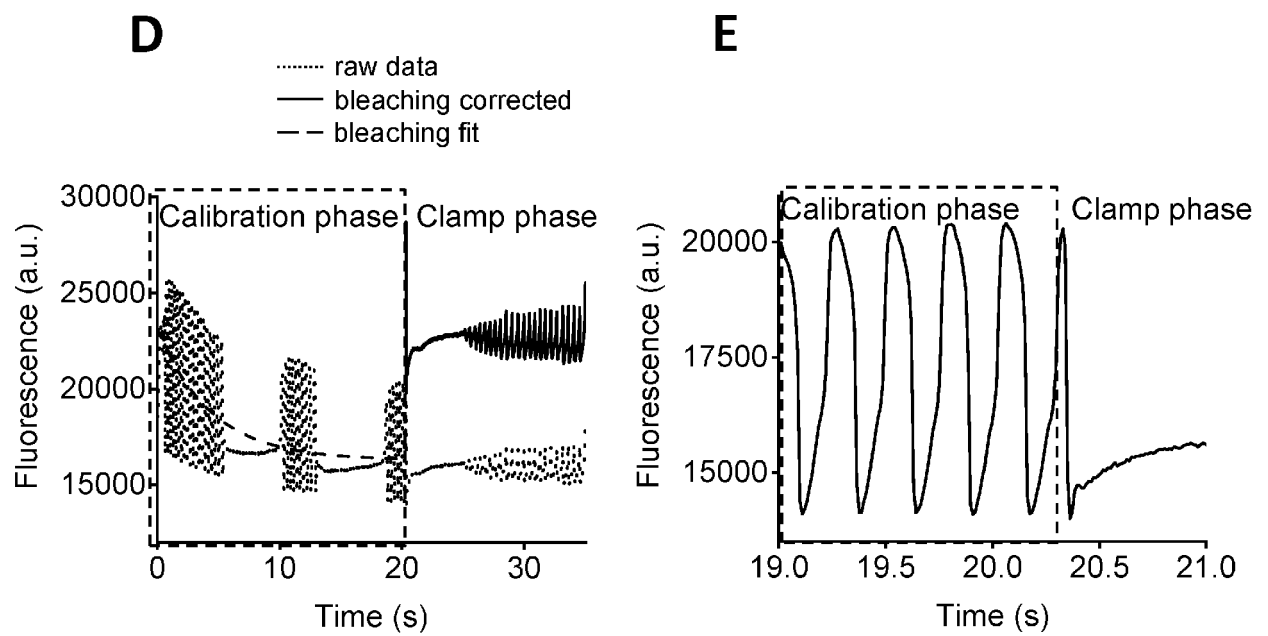 D
raw data
bleaching corrected
bleaching fit
Fluorescence (a.u.)
30000
25000
20000
15000
Calibration phase
Clamp phase
0
10
20
30
Time (s)
E
Fluorescence (a.u.)
20000
17500
15000
Calibration phase
Clamp phase
19.0
19.5
20.0
20.5
21.0
Time (s)